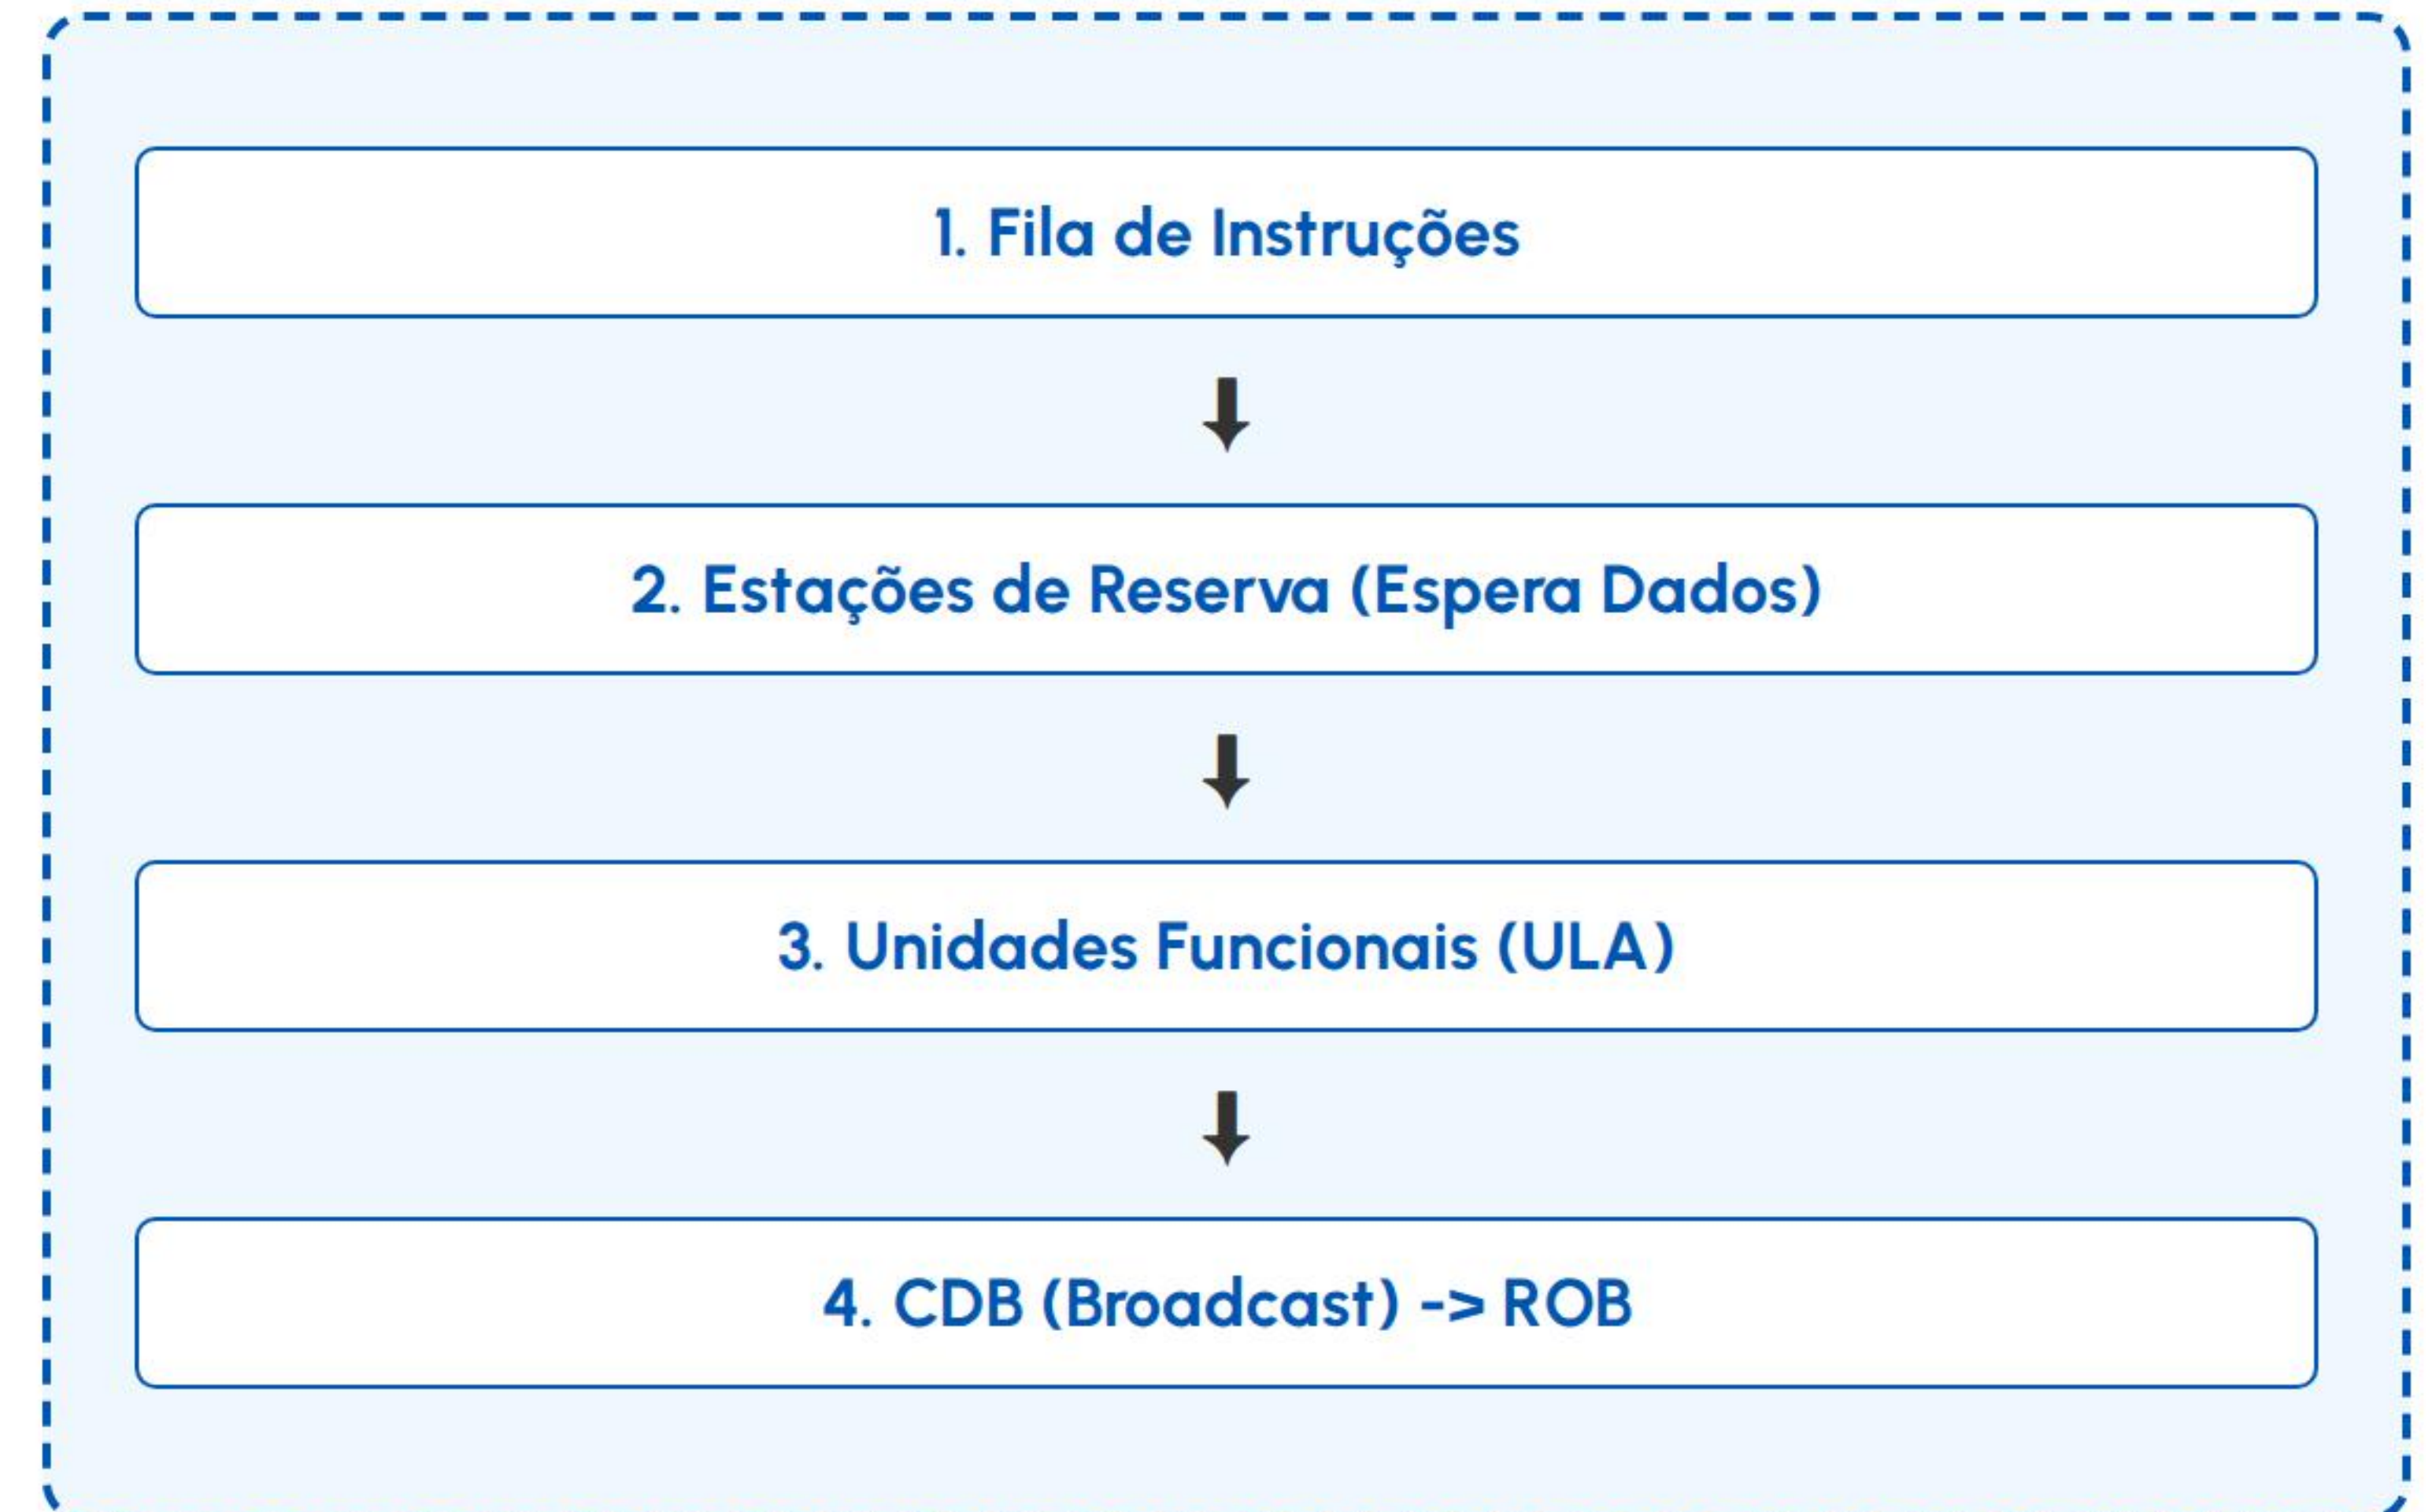 1. Fila de Instruções
2. Estações de Reserva (Espera Dados)
3. Unidades Funcionais (ULA)
4. CDB (Broadcast) -> ROB